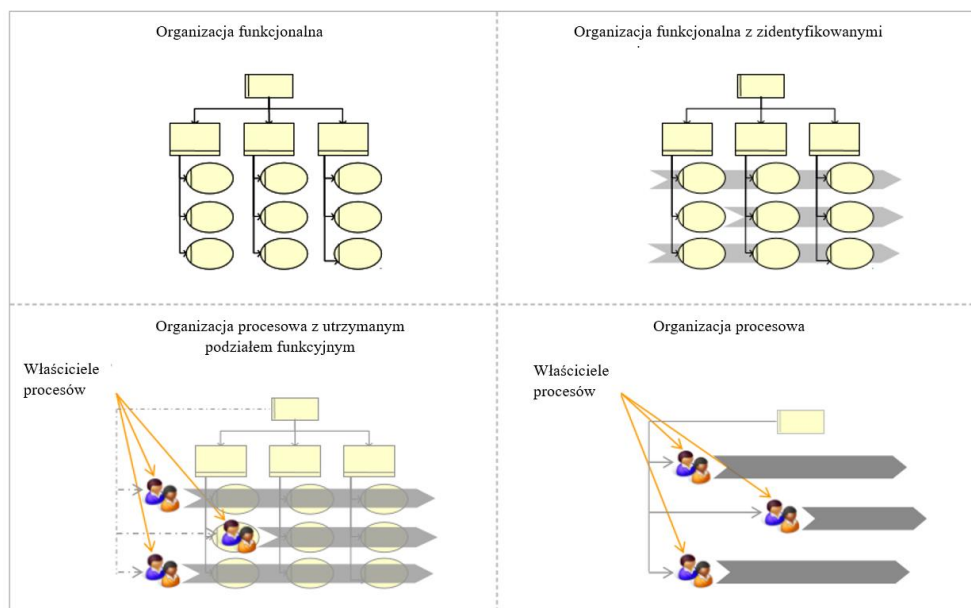 Organizacja funkcjonalna
Organizacja funkcjonalna z zidentyfikowanymi
Organizacja procesowa z utrzymanym
podziałem funkcyjnym
Właściciele
procesów
Organizacja procesowa
Właściciele
procesów